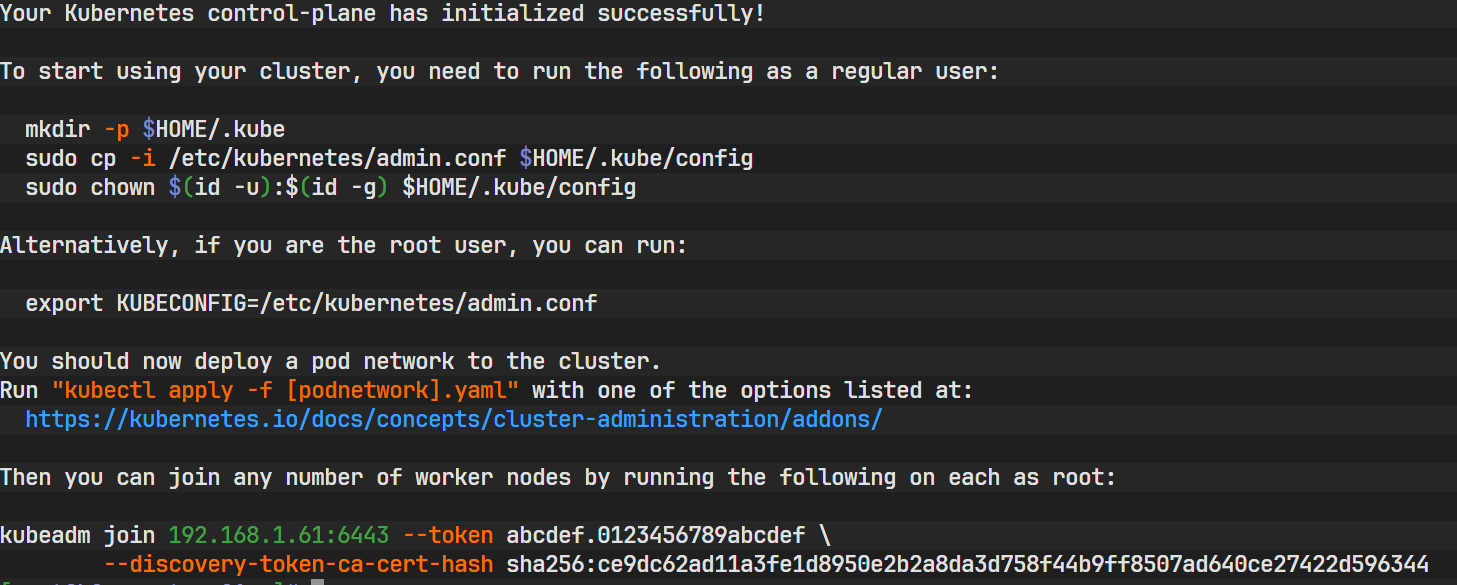 Your Kubernetes control-plane has initialized successfully!
To start using your cluster, you need to run the following as a regular user:
mkdir -p $HOME/.kube
sudo cp -i /etc/kubernetes/admin.conf $HOME/.kube/config
sudo chown $(id -u):$(id -g) $HOME/.kube/config
Alternatively, if you are the root user, you can run:
export KUBECONFIG=/etc/kubernetes/admin.conf
You should now deploy a pod network to the cluster.
Run "kubectl apply -f [podnetwork].yaml" with one of the options listed at:
https://kubernetes.io/docs/concepts/cluster-administration/addons/
Then you can join any number of worker nodes by running the following on each as root:
kubeadm join 192.168.1.61:6443 --token abcdef.0123456789abcdef \
--discovery-token-ca-cert-hash sha256:ce9dc62ad11a3fe1d8950e2b2a8da3d758f44b9ff8507ad640ce27422d596344